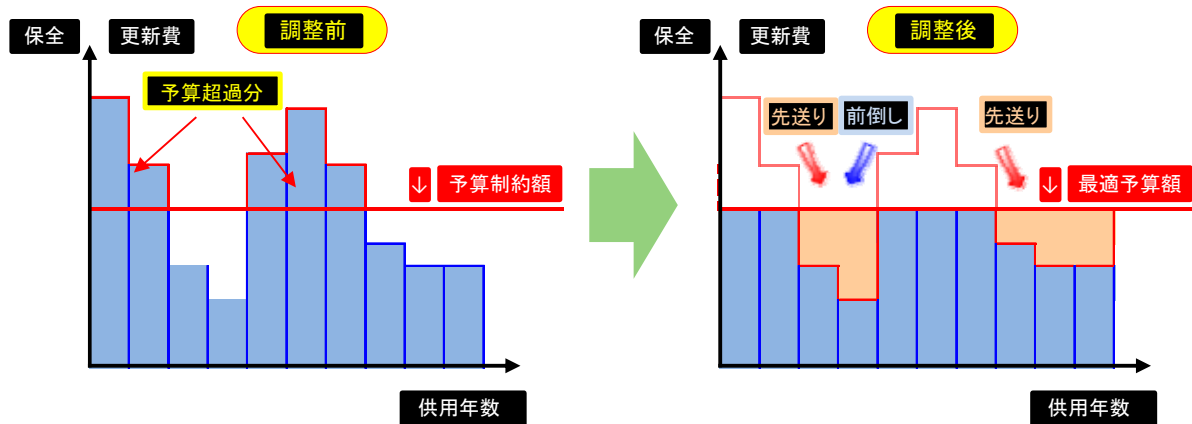 保全 更新費 調整前
予算超過分
↓ 予算制約額
供用年数
保全 更新費 調整後
先送り 前倒し 先送り
↓ 最適予算額
供用年数